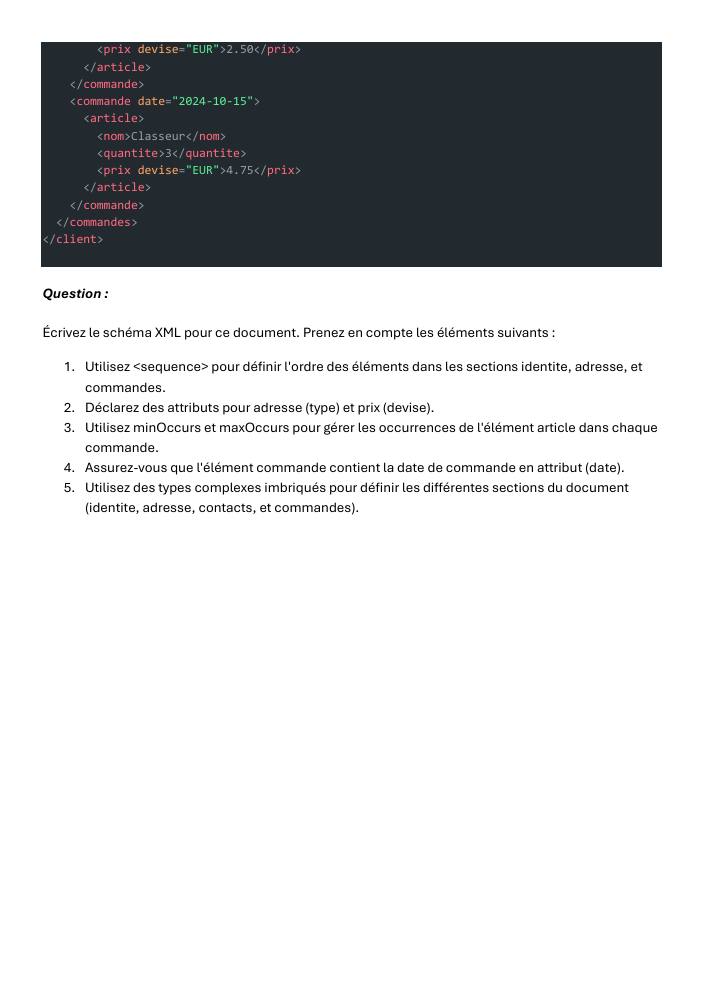 <prix devise="EUR">2.50</prix>
</article>
</commande>
<commande date="2024-10-15">
<article>
<nom>Classeur</nom>
<quantite>3</quantite>
<prix devise="EUR">4.75</prix>
</article>
</commande>
</commandes>
</client>
Question :
Écrivez le schéma XML pour ce document. Prenez en compte les éléments suivants :
1. Utilisez <sequence> pour définir l'ordre des éléments dans les sections identite, adresse, et
commandes.
2. Déclarez des attributs pour adresse (type) et prix (devise).
3. Utilisez minOccurs et maxOccurs pour gérer les occurrences de l'élément article dans chaque
commande.
4. Assurez-vous que l'élément commande contient la date de commande en attribut (date).
5. Utilisez des types complexes imbriqués pour définir les différentes sections du document
(identite, adresse, contacts, et commandes).